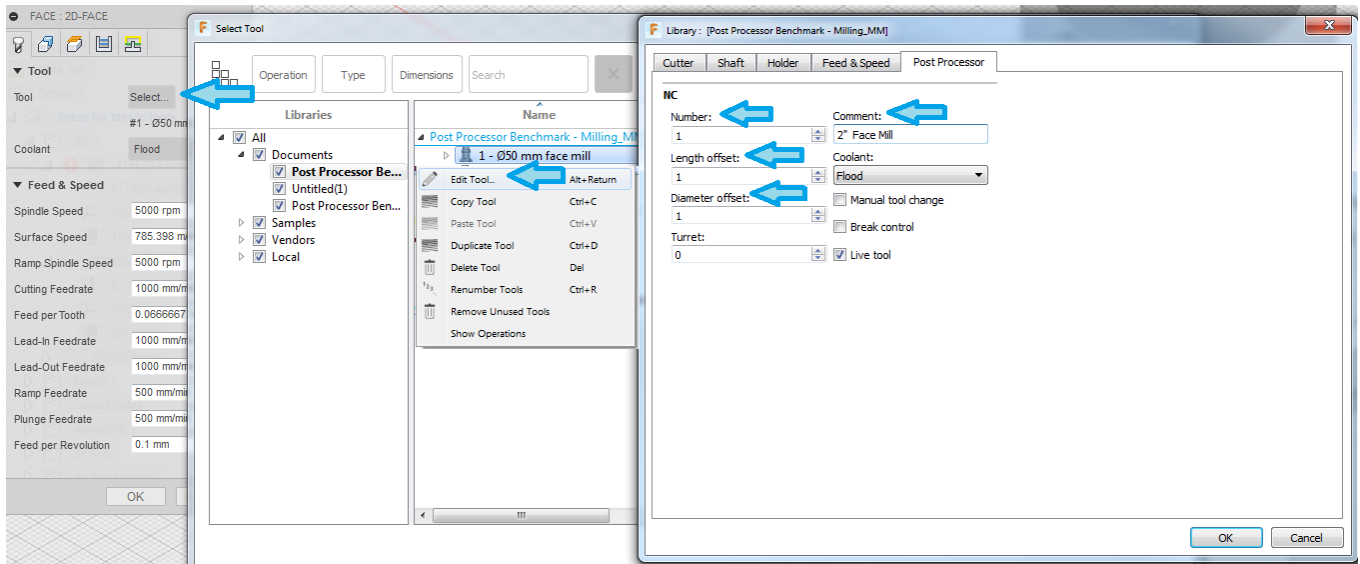 FACE : 2D-FACE
Tool
Tool
Select...
#1 - Ø50 mm
Coolant
Flood
Feed & Speed
Spindle Speed
5000 rpm
Surface Speed
785.398 m
Ramp Spindle Speed
5000 rpm
Cutting Feedrate
1000 mm/m
Feed per Tooth
0.0666667
Lead-In Feedrate
1000 mm/m
Lead-Out Feedrate
1000 mm/m
Ramp Feedrate
500 mm/mi
Plunge Feedrate
500 mm/mi
Feed per Revolution
0.1 mm
OK
Select Tool
Operation
Type
Dimensions
Search
Libraries
All
Documents
Post Processor Be...
Untitled(1)
Post Processor Ben...
Samples
Vendors
Local
Name
Post Processor Benchmark - Milling_MM
1 - Ø50 mm face mill
Edit Tool... Alt+Return
Copy Tool Ctrl+C
Paste Tool Ctrl+V
Duplicate Tool Ctrl+D
Delete Tool Del
Renumber Tools Ctrl+R
Remove Unused Tools
Show Operations
Library : [Post Processor Benchmark - Milling_MM]
Cutter
Shaft
Holder
Feed & Speed
Post Processor
NC
Number:
1
Length offset:
1
Diameter offset:
1
Turret:
0
Comment:
2" Face Mill
Coolant:
Flood
Manual tool change
Break control
Live tool
OK
Cancel